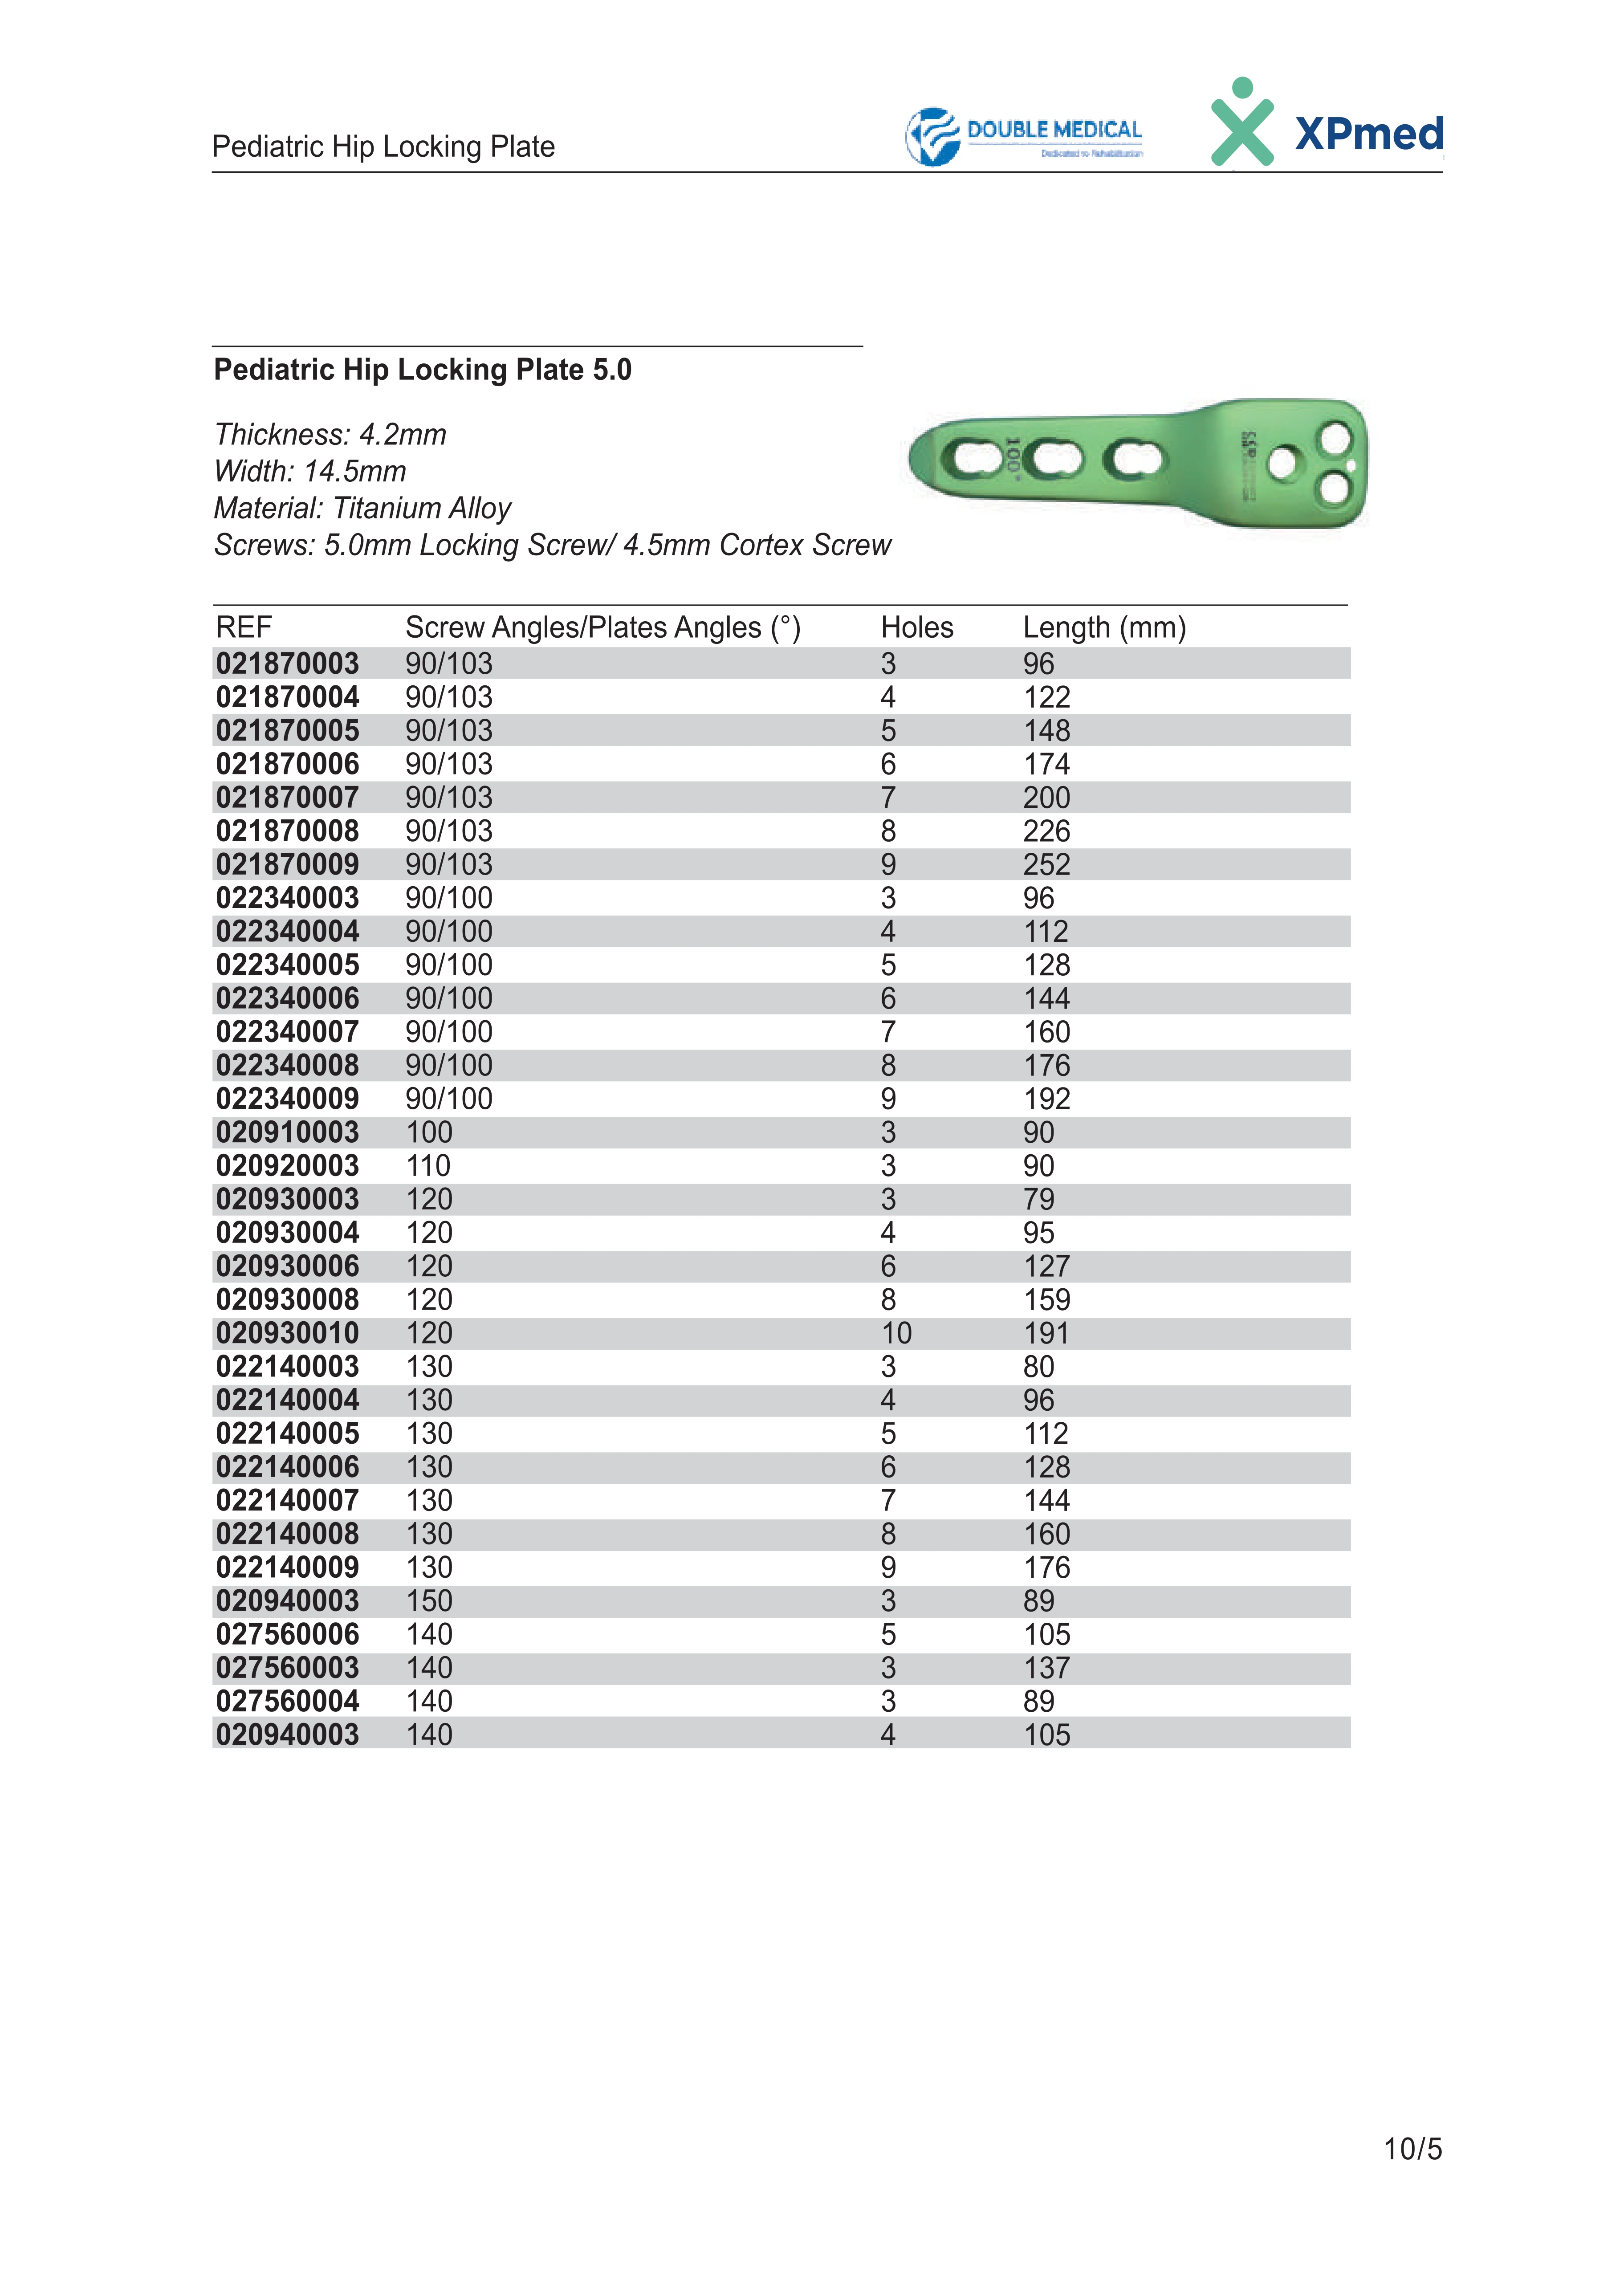 Pediatric Hip Locking Plate
DOUBLE MEDICAL
Dedicated to Rehabilitation
XPmed
Pediatric Hip Locking Plate 5.0
Thickness: 4.2mm
Width: 14.5mm
Material: Titanium Alloy
Screws: 5.0mm Locking Screw/ 4.5mm Cortex Screw
100°
REF Screw Angles/Plates Angles (°) Holes Length (mm)
021870003 90/103 3 96
021870004 90/103 4 122
021870005 90/103 5 148
021870006 90/103 6 174
021870007 90/103 7 200
021870008 90/103 8 226
021870009 90/103 9 252
022340003 90/100 3 96
022340004 90/100 4 112
022340005 90/100 5 128
022340006 90/100 6 144
022340007 90/100 7 160
022340008 90/100 8 176
022340009 90/100 9 192
020910003 100 3 90
020920003 110 3 90
020930003 120 3 79
020930004 120 4 95
020930006 120 6 127
020930008 120 8 159
020930010 120 10 191
022140003 130 3 80
022140004 130 4 96
022140005 130 5 112
022140006 130 6 128
022140007 130 7 144
022140008 130 8 160
022140009 130 9 176
020940003 150 3 89
027560006 140 5 105
027560003 140 3 137
027560004 140 3 89
020940003 140 4 105
10/5